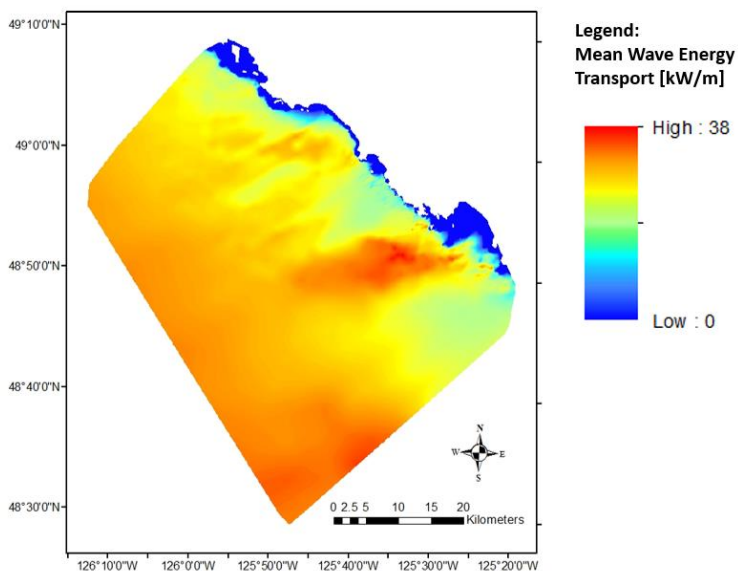 49°10'0"N
49°0'0"N
48°50'0"N
48°40'0"N
48°30'0"N
126°10'0"W 126°0'0"W 125°50'0"W 125°40'0"W 125°30'0"W 125°20'0"W
N
W E
S
0 2.5 5 10 15 20
Kilometers
Legend:
Mean Wave Energy
Transport [kW/m]
High : 38
Low : 0